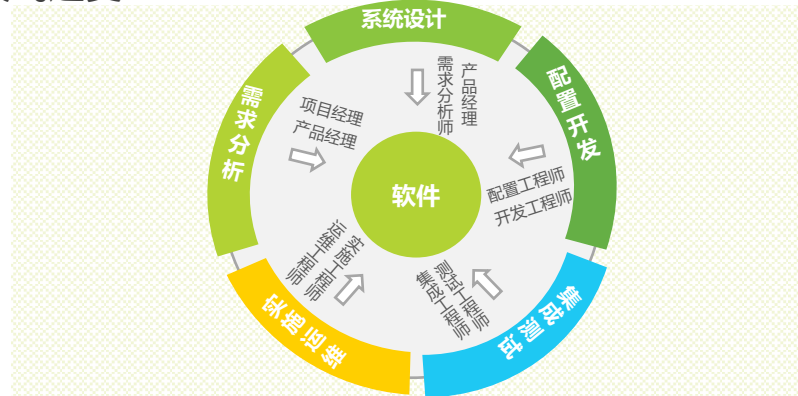 系统设计
需求分析师
产品经理
配置开发
配置工程师
开发工程师
集成测试
测试工程师
集成工程师
实施运维
实施工程师
运维工程师
需求分析
项目经理
产品经理
软件